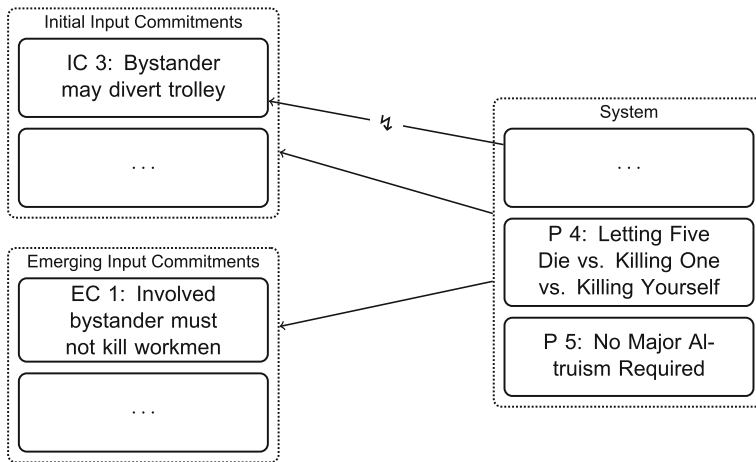 Initial Input Commitments
IC 3: Bystander
may divert trolley
...
Emerging Input Commitments
EC 1: Involved
bystander must
not kill workmen
...
↯
System
...
P 4: Letting Five
Die vs. Killing One
vs. Killing Yourself
P 5: No Major Al-
truism Required